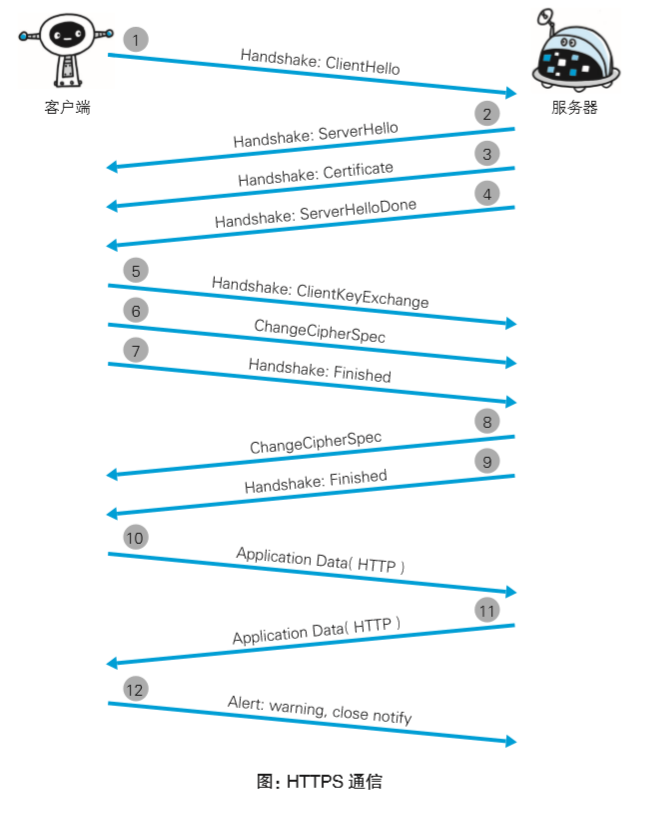 1
Handshake: ClientHello
客户端
服务器
2
Handshake: ServerHello
3
Handshake: Certificate
4
Handshake: ServerHelloDone
5
Handshake: ClientKeyExchange
6
ChangeCipherSpec
7
Handshake: Finished
8
ChangeCipherSpec
9
Handshake: Finished
10
Application Data( HTTP )
11
Application Data( HTTP )
12
Alert: warning, close notify
图: HTTPS 通信